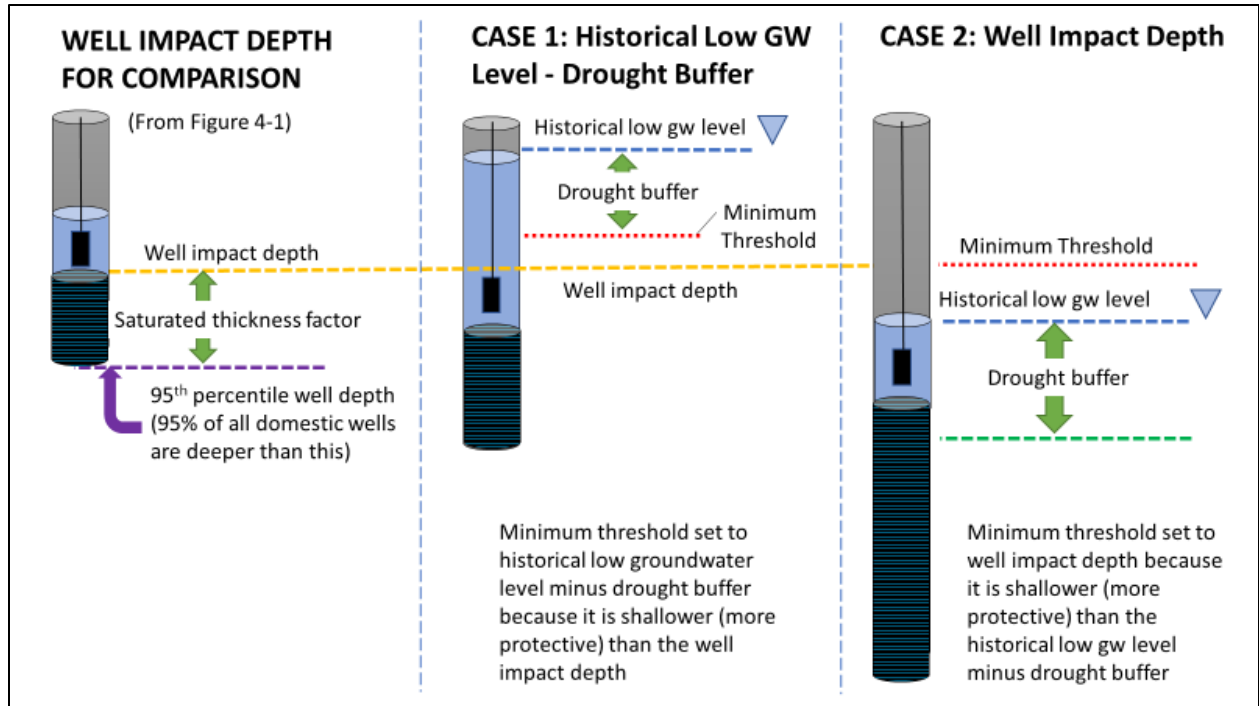 WELL IMPACT DEPTH
FOR COMPARISON
(From Figure 4-1)
Well impact depth
Saturated thickness factor
95th percentile well depth
(95% of all domestic wells
are deeper than this)
CASE 1: Historical Low GW
Level - Drought Buffer
Historical low gw level
Drought buffer
Minimum
Threshold
Well impact depth
Minimum threshold set to
historical low groundwater
level minus drought buffer
because it is shallower (more
protective) than the well
impact depth
CASE 2: Well Impact Depth
Minimum Threshold
Historical low gw level
Drought buffer
Minimum threshold set to
well impact depth because
it is shallower (more
protective) than the
historical low gw level
minus drought buffer